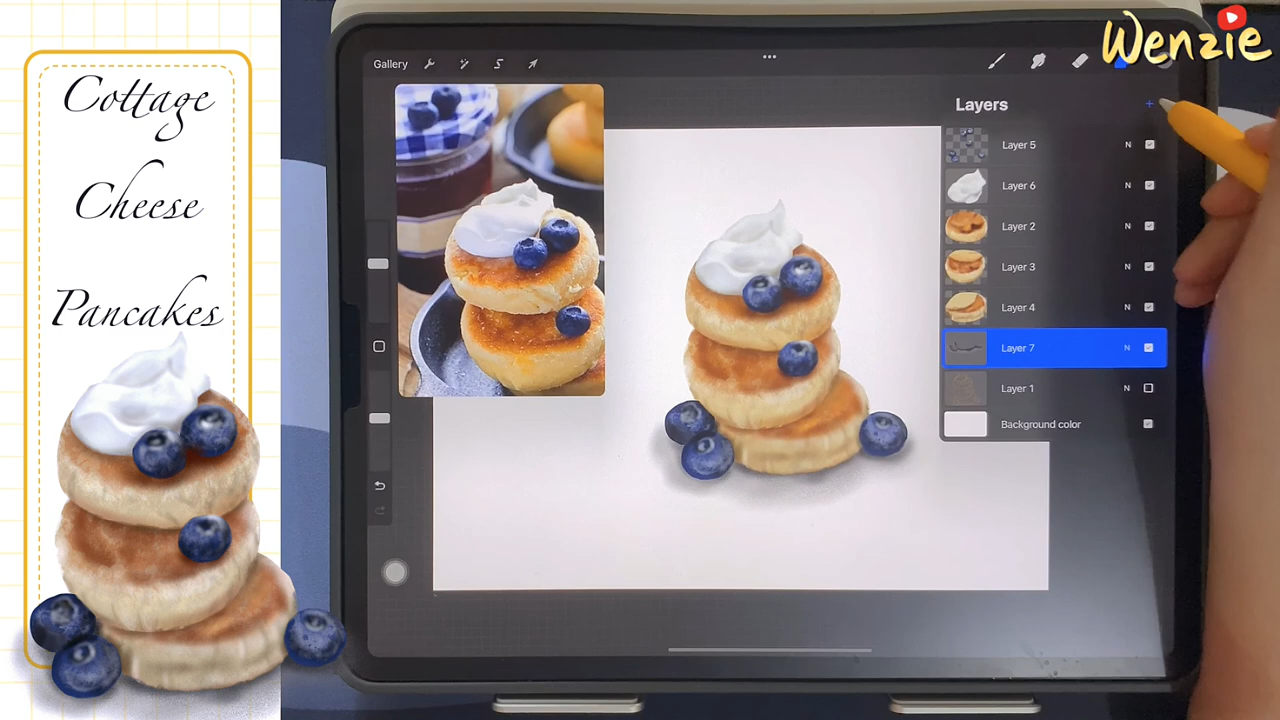 Cottage
Cheese
Pancakes
Wenzie
Gallery
Layers
Layer 5 N
Layer 6 N
Layer 2 N
Layer 3 N
Layer 4 N
Layer 7 N
Layer 1 N
Background color